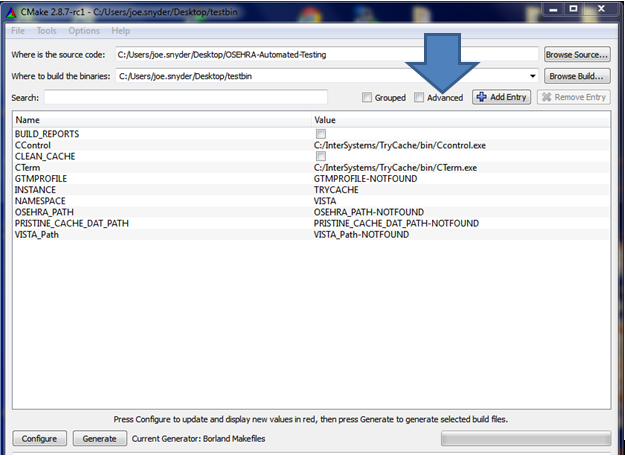 CMake 2.8.7-rc1 - C:/Users/joe.snyder/Desktop/testbin
File Tools Options Help
Where is the source code: C:/Users/joe.snyder/Desktop/OSEHRA-Automated-Testing Browse Source...
Where to build the binaries: C:/Users/joe.snyder/Desktop/testbin Browse Build...
Search: Grouped Advanced Add Entry Remove Entry
Name Value
BUILD_REPORTS
CControl C:/InterSystems/TryCache/bin/Ccontrol.exe
CLEAN_CACHE
CTerm C:/InterSystems/TryCache/bin/CTerm.exe
GTMPROFILE GTMPROFILE-NOTFOUND
INSTANCE TRYCACHE
NAMESPACE VISTA
OSEHRA_PATH OSEHRA_PATH-NOTFOUND
PRISTINE_CACHE_DAT_PATH PRISTINE_CACHE_DAT_PATH-NOTFOUND
VISTA_Path VISTA_Path-NOTFOUND
Press Configure to update and display new values in red, then press Generate to generate selected build files.
Configure Generate Current Generator: Borland Makefiles